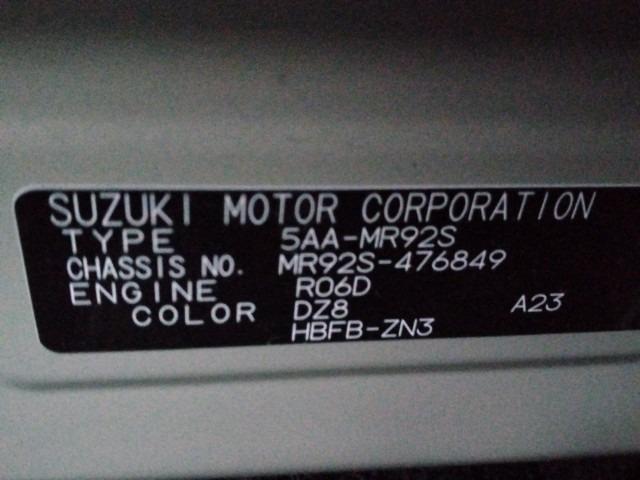 SUZUKI MOTOR CORPORATION
TYPE 5AA-MR92S
CHASSIS NO. MR92S-476849
ENGINE R06D
COLOR DZ8 A23
HBFB-ZN3